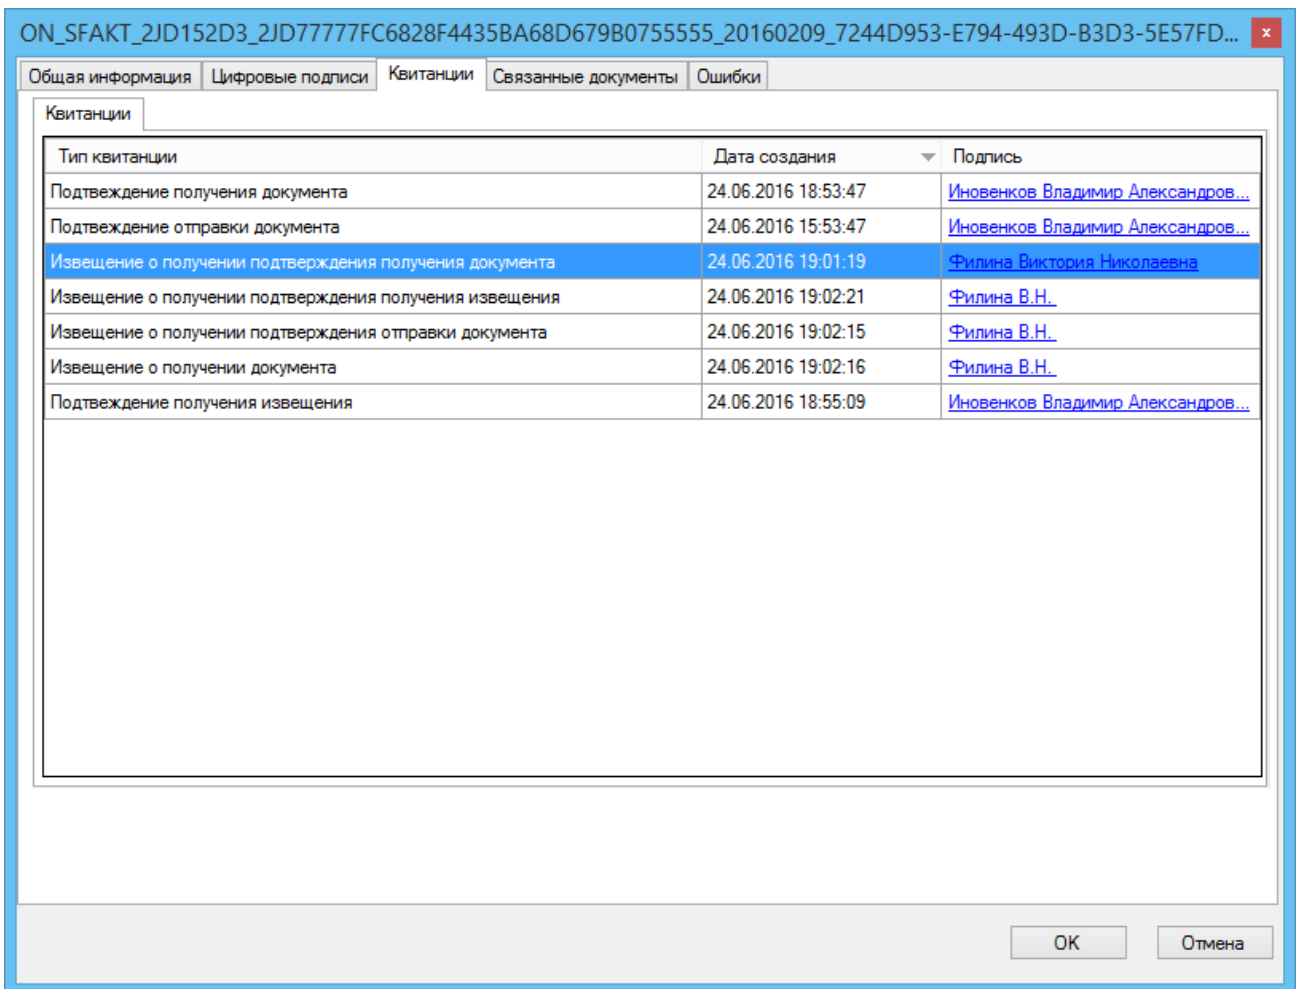 ON_SFAKT_2JD152D3_2JD77777FC6828F4435BA68D679B0755555_20160209_7244D953-E794-493D-B3D3-5E57FD... x
Общая информация Цифровые подписи Квитанции Связанные документы Ошибки
Квитанции
Тип квитанции Дата создания Подпись
Подтвеждение получения документа 24.06.2016 18:53:47 Иновенков Владимир Александров...
Подтвеждение отправки документа 24.06.2016 15:53:47 Иновенков Владимир Александров...
Извещение о получении подтверждения получения документа 24.06.2016 19:01:19 Филина Виктория Николаевна
Извещение о получении подтверждения получения извещения 24.06.2016 19:02:21 Филина В.Н.
Извещение о получении подтверждения отправки документа 24.06.2016 19:02:15 Филина В.Н.
Извещение о получении документа 24.06.2016 19:02:16 Филина В.Н.
Подтвеждение получения извещения 24.06.2016 18:55:09 Иновенков Владимир Александров...
ОК Отмена